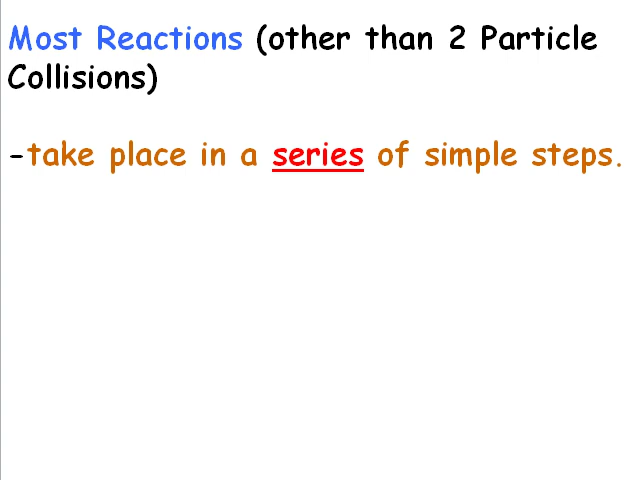 Most Reactions (other than 2 Particle
Collisions)
-take place in a series of simple steps.